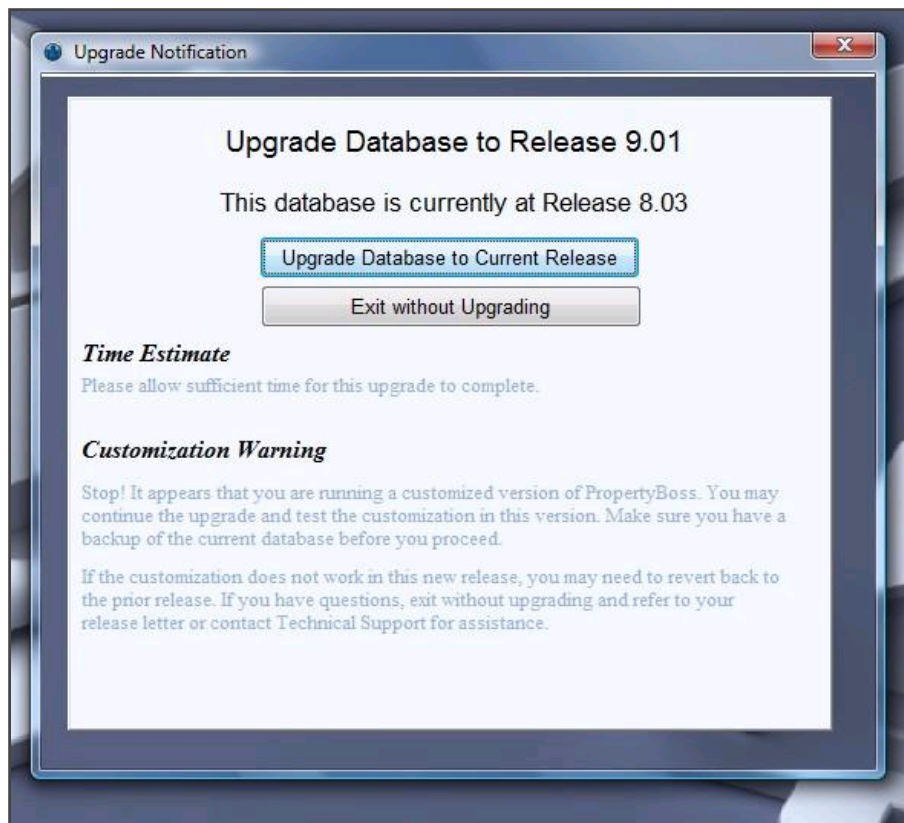 Upgrade Notification
Upgrade Database to Release 9.01
This database is currently at Release 8.03
Upgrade Database to Current Release
Exit without Upgrading
Time Estimate
Please allow sufficient time for this upgrade to complete.
Customization Warning
Stop! It appears that you are running a customized version of PropertyBoss. You may
continue the upgrade and test the customization in this version. Make sure you have a
backup of the current database before you proceed.
If the customization does not work in this new release, you may need to revert back to
the prior release. If you have questions, exit without upgrading and refer to your
release letter or contact Technical Support for assistance.